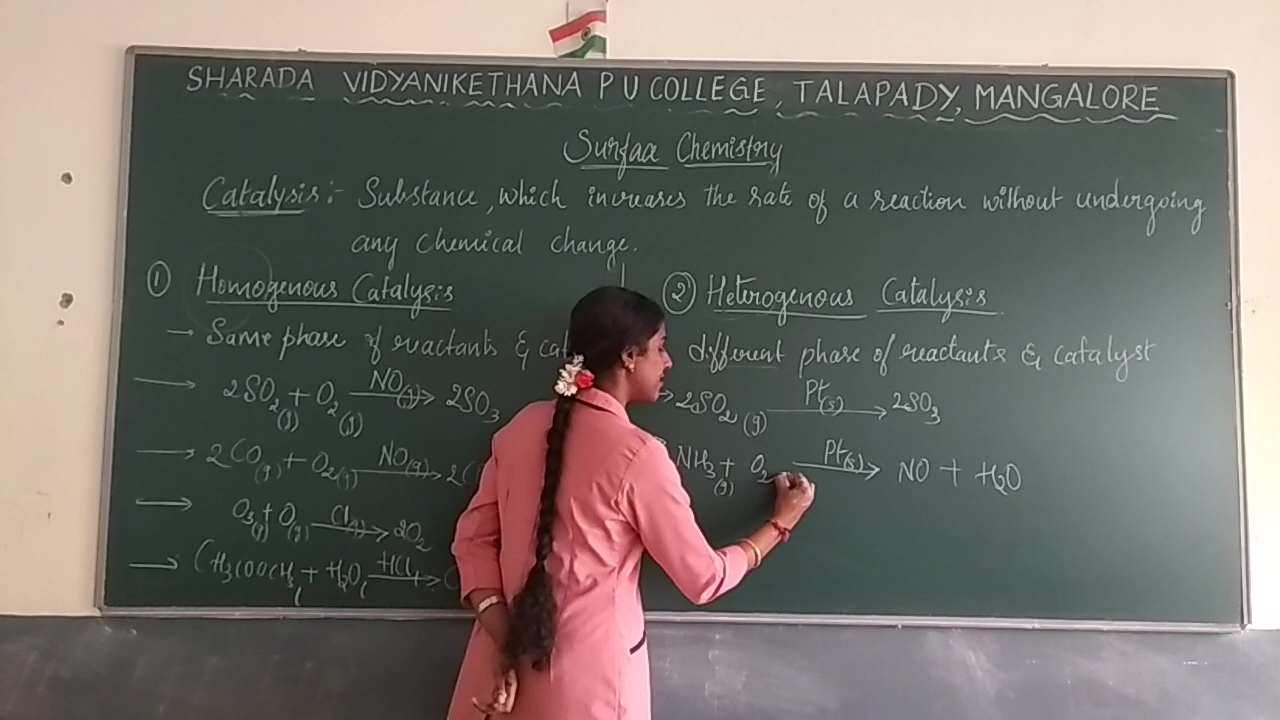 SHARADA VIDYANIKETHANA P U COLLEGE, TALAPADY, MANGALORE
Surface Chemistry
Catalysis:- Substance, which increases the rate of a reaction without undergoing
any chemical change.
① Homogenous Catalysis
→ Same phase of reactants & cat
→ 2SO₂(g) + O₂(g) NO(g)→ 2SO₃
→ 2CO(g) + O₂(g) NO(g)→ 2C
→ O₃(g) + O(g) Cl(g)→ 2O₂
→ CH₃COOCH₃ + H₂O HCl→ C
② Heterogenous Catalysis
different phase of reactants & catalyst
→ 2SO₂(g) Pt(s)→ 2SO₃
NH₃(g) + O₂ Pt(s)→ NO + H₂O